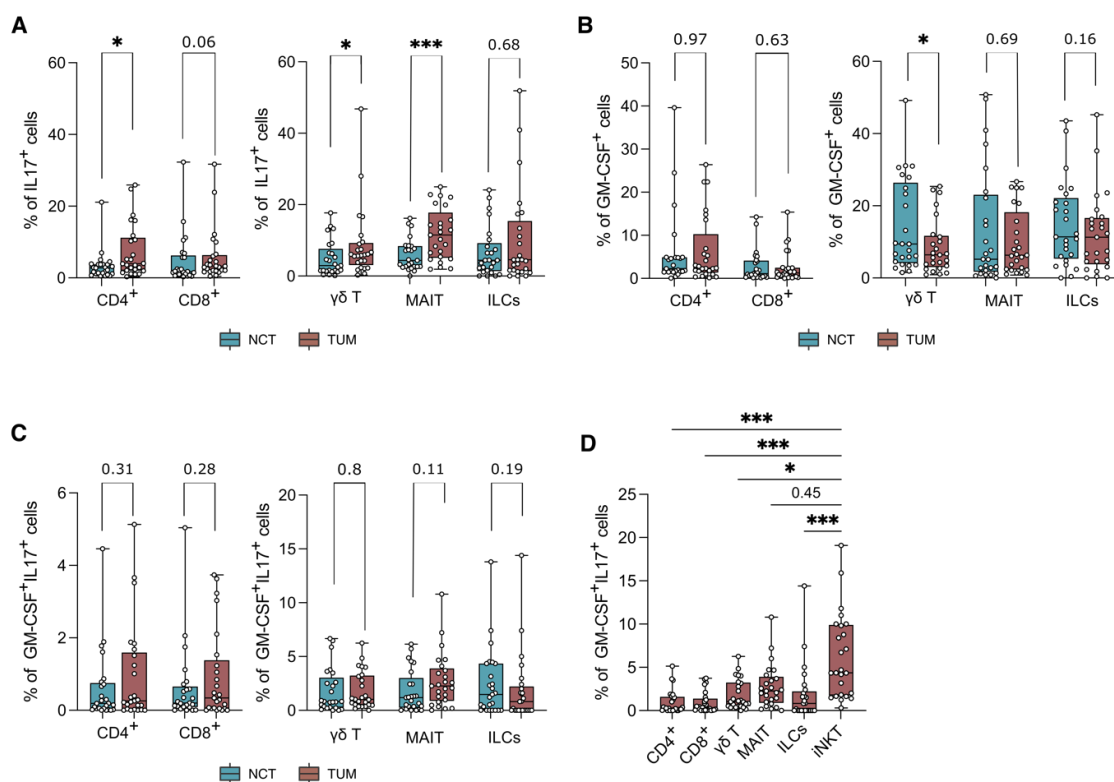 A
% of IL17⁺ cells
60
40
20
0
*
0.06
CD4⁺
CD8⁺
% of IL17⁺ cells
60
40
20
0
*
***
0.68
γδ T
MAIT
ILCs
NCT
TUM
B
% of GM-CSF⁺ cells
50
40
30
20
10
0
0.97
0.63
CD4⁺
CD8⁺
% of GM-CSF⁺ cells
60
40
20
0
*
0.69
0.16
γδ T
MAIT
ILCs
NCT
TUM
C
% of GM-CSF⁺IL17⁺ cells
6
4
2
0
0.31
0.28
CD4⁺
CD8⁺
% of GM-CSF⁺IL17⁺ cells
20
15
10
5
0
0.8
0.11
0.19
γδ T
MAIT
ILCs
NCT
TUM
D
***
***
*
0.45
***
% of GM-CSF⁺IL17⁺ cells
25
20
15
10
5
0
CD4⁺
CD8⁺
γδ T
MAIT
ILCs
iNKT